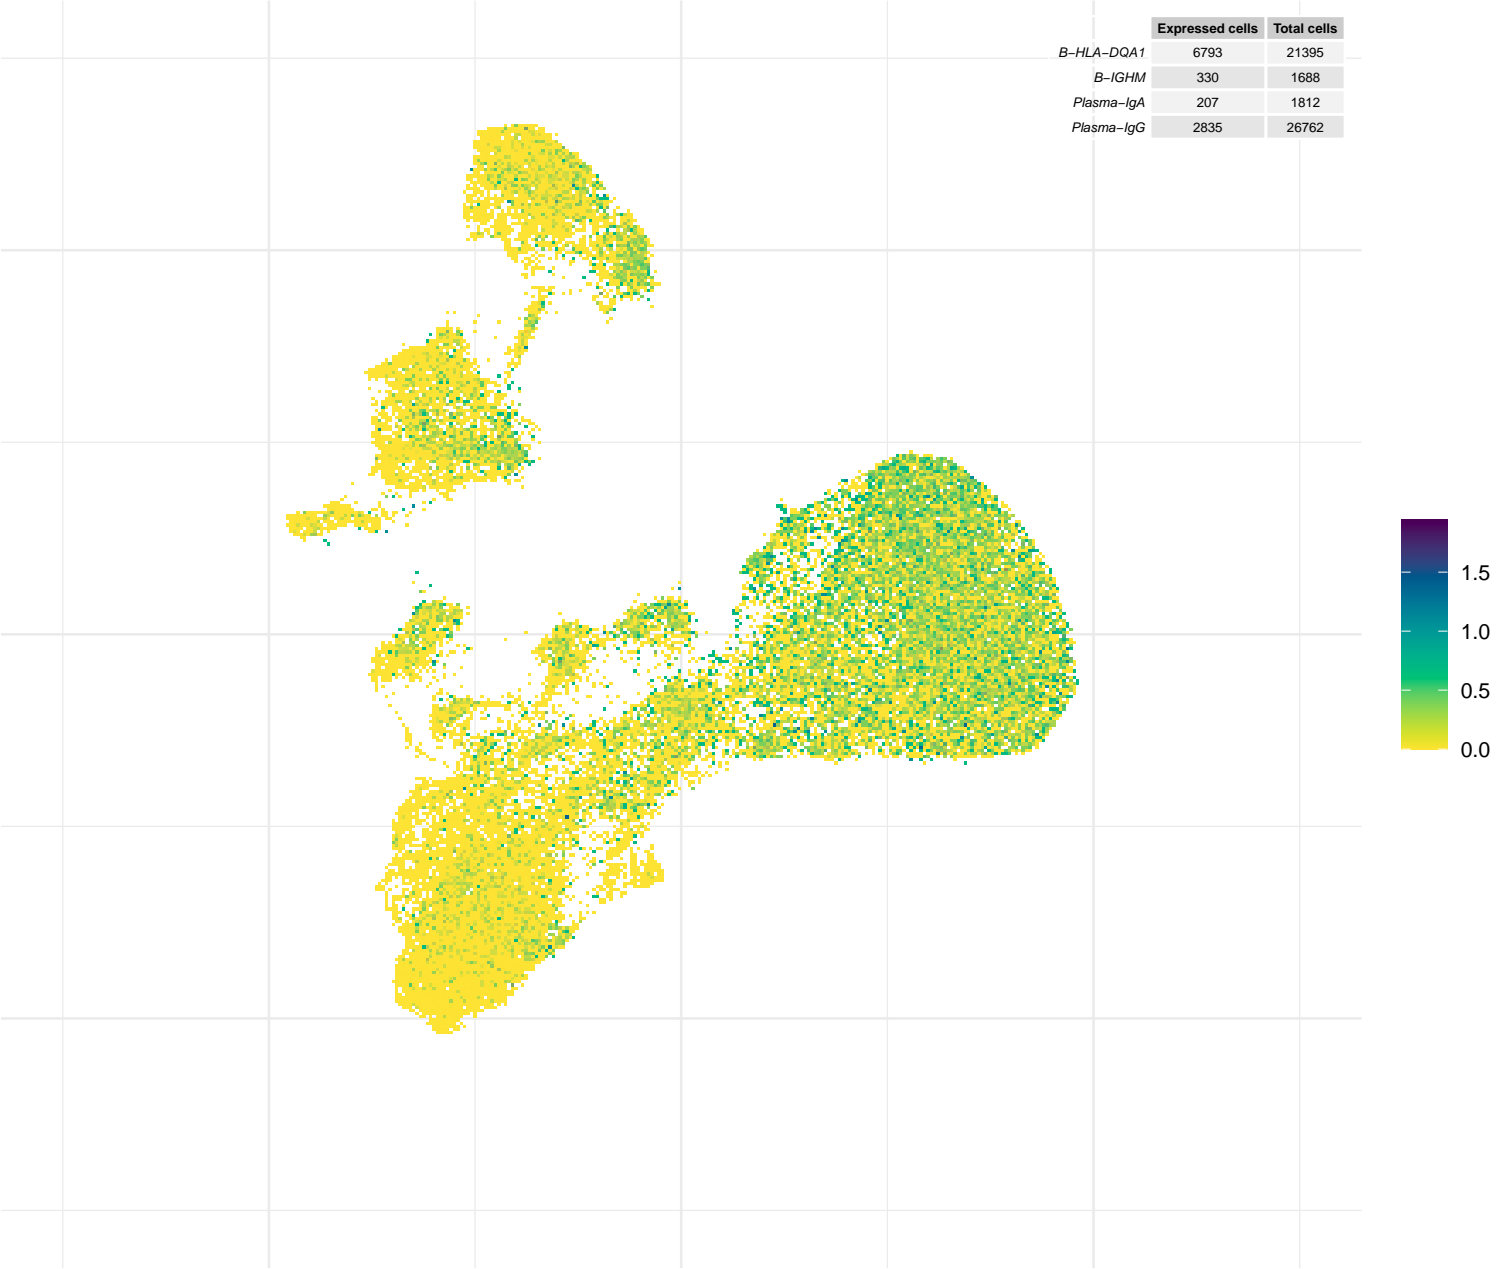 Expressed cells Total cells
B−HLA−DQA1 6793 21395
B−IGHM 330 1688
Plasma−IgA 207 1812
Plasma−IgG 2835 26762
1.5
1.0
0.5
0.0